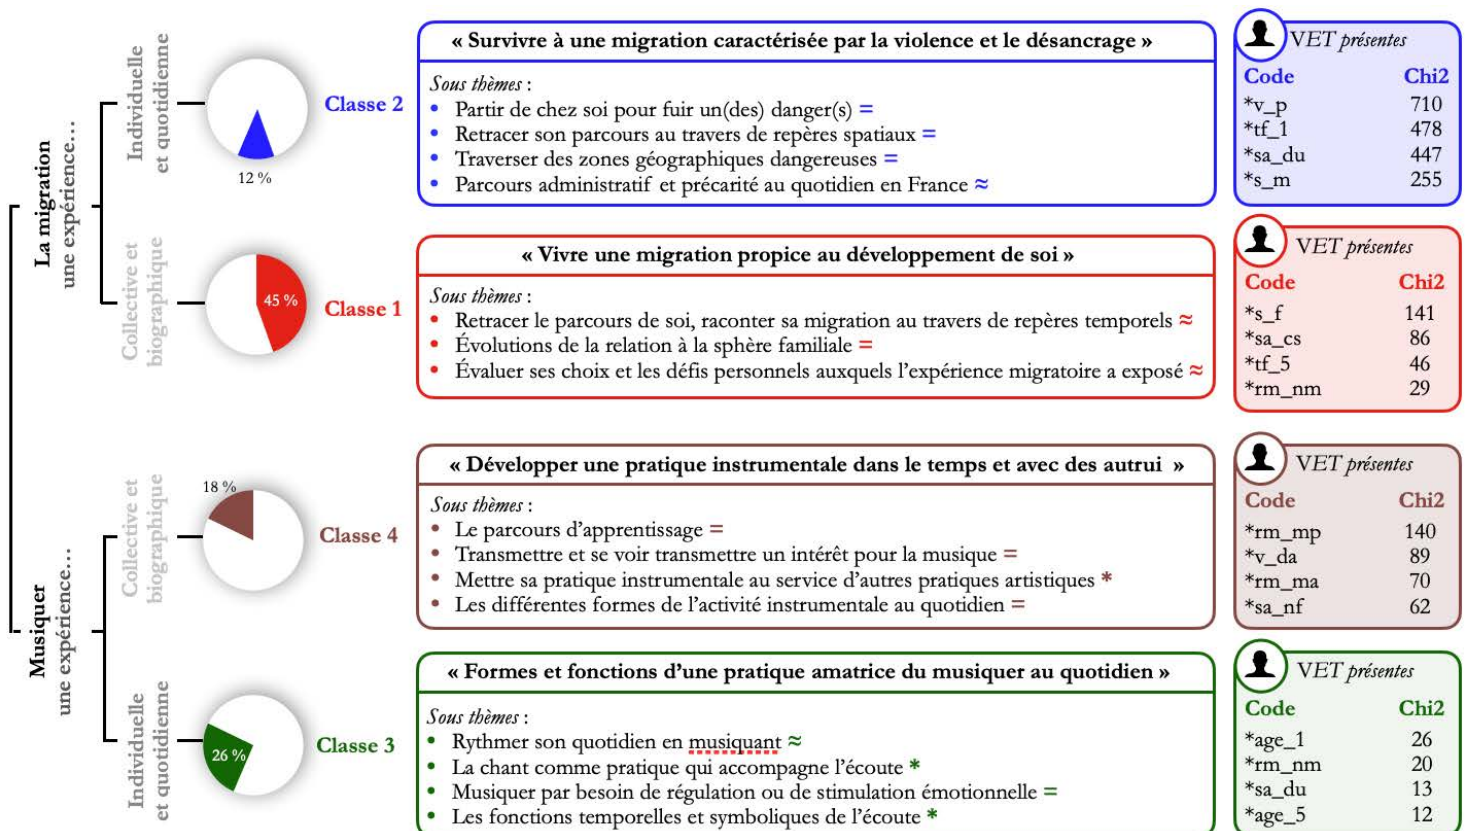 La migration
une expérience…
Individuelle
et quotidienne
12 %
Classe 2
« Survivre à une migration caractérisée par la violence et le désancrage »
Sous thèmes :
• Partir de chez soi pour fuir un(des) danger(s) =
• Retracer son parcours au travers de repères spatiaux =
• Traverser des zones géographiques dangereuses =
• Parcours administratif et précarité au quotidien en France ≈
VET présentes
Code Chi2
*v_p 710
*tf_1 478
*sa_du 447
*s_m 255
Collective et
biographique
45 %
Classe 1
« Vivre une migration propice au développement de soi »
Sous thèmes :
• Retracer le parcours de soi, raconter sa migration au travers de repères temporels ≈
• Évolutions de la relation à la sphère familiale =
• Évaluer ses choix et les défis personnels auxquels l’expérience migratoire a exposé ≈
VET présentes
Code Chi2
*s_f 141
*sa_cs 86
*tf_5 46
*rm_nm 29
Musiquer
une expérience…
Collective et
biographique
18 %
Classe 4
« Développer une pratique instrumentale dans le temps et avec des autrui »
Sous thèmes :
• Le parcours d’apprentissage =
• Transmettre et se voir transmettre un intérêt pour la musique =
• Mettre sa pratique instrumentale au service d’autres pratiques artistiques *
• Les différentes formes de l’activité instrumentale au quotidien =
VET présentes
Code Chi2
*rm_mp 140
*v_da 89
*rm_ma 70
*sa_nf 62
Individuelle
et quotidienne
26 %
Classe 3
« Formes et fonctions d’une pratique amatrice du musiquer au quotidien »
Sous thèmes :
• Rythmer son quotidien en musiquant ≈
• La chant comme pratique qui accompagne l’écoute *
• Musiquer par besoin de régulation ou de stimulation émotionnelle =
• Les fonctions temporelles et symboliques de l’écoute *
VET présentes
Code Chi2
*age_1 26
*rm_nm 20
*sa_du 13
*age_5 12